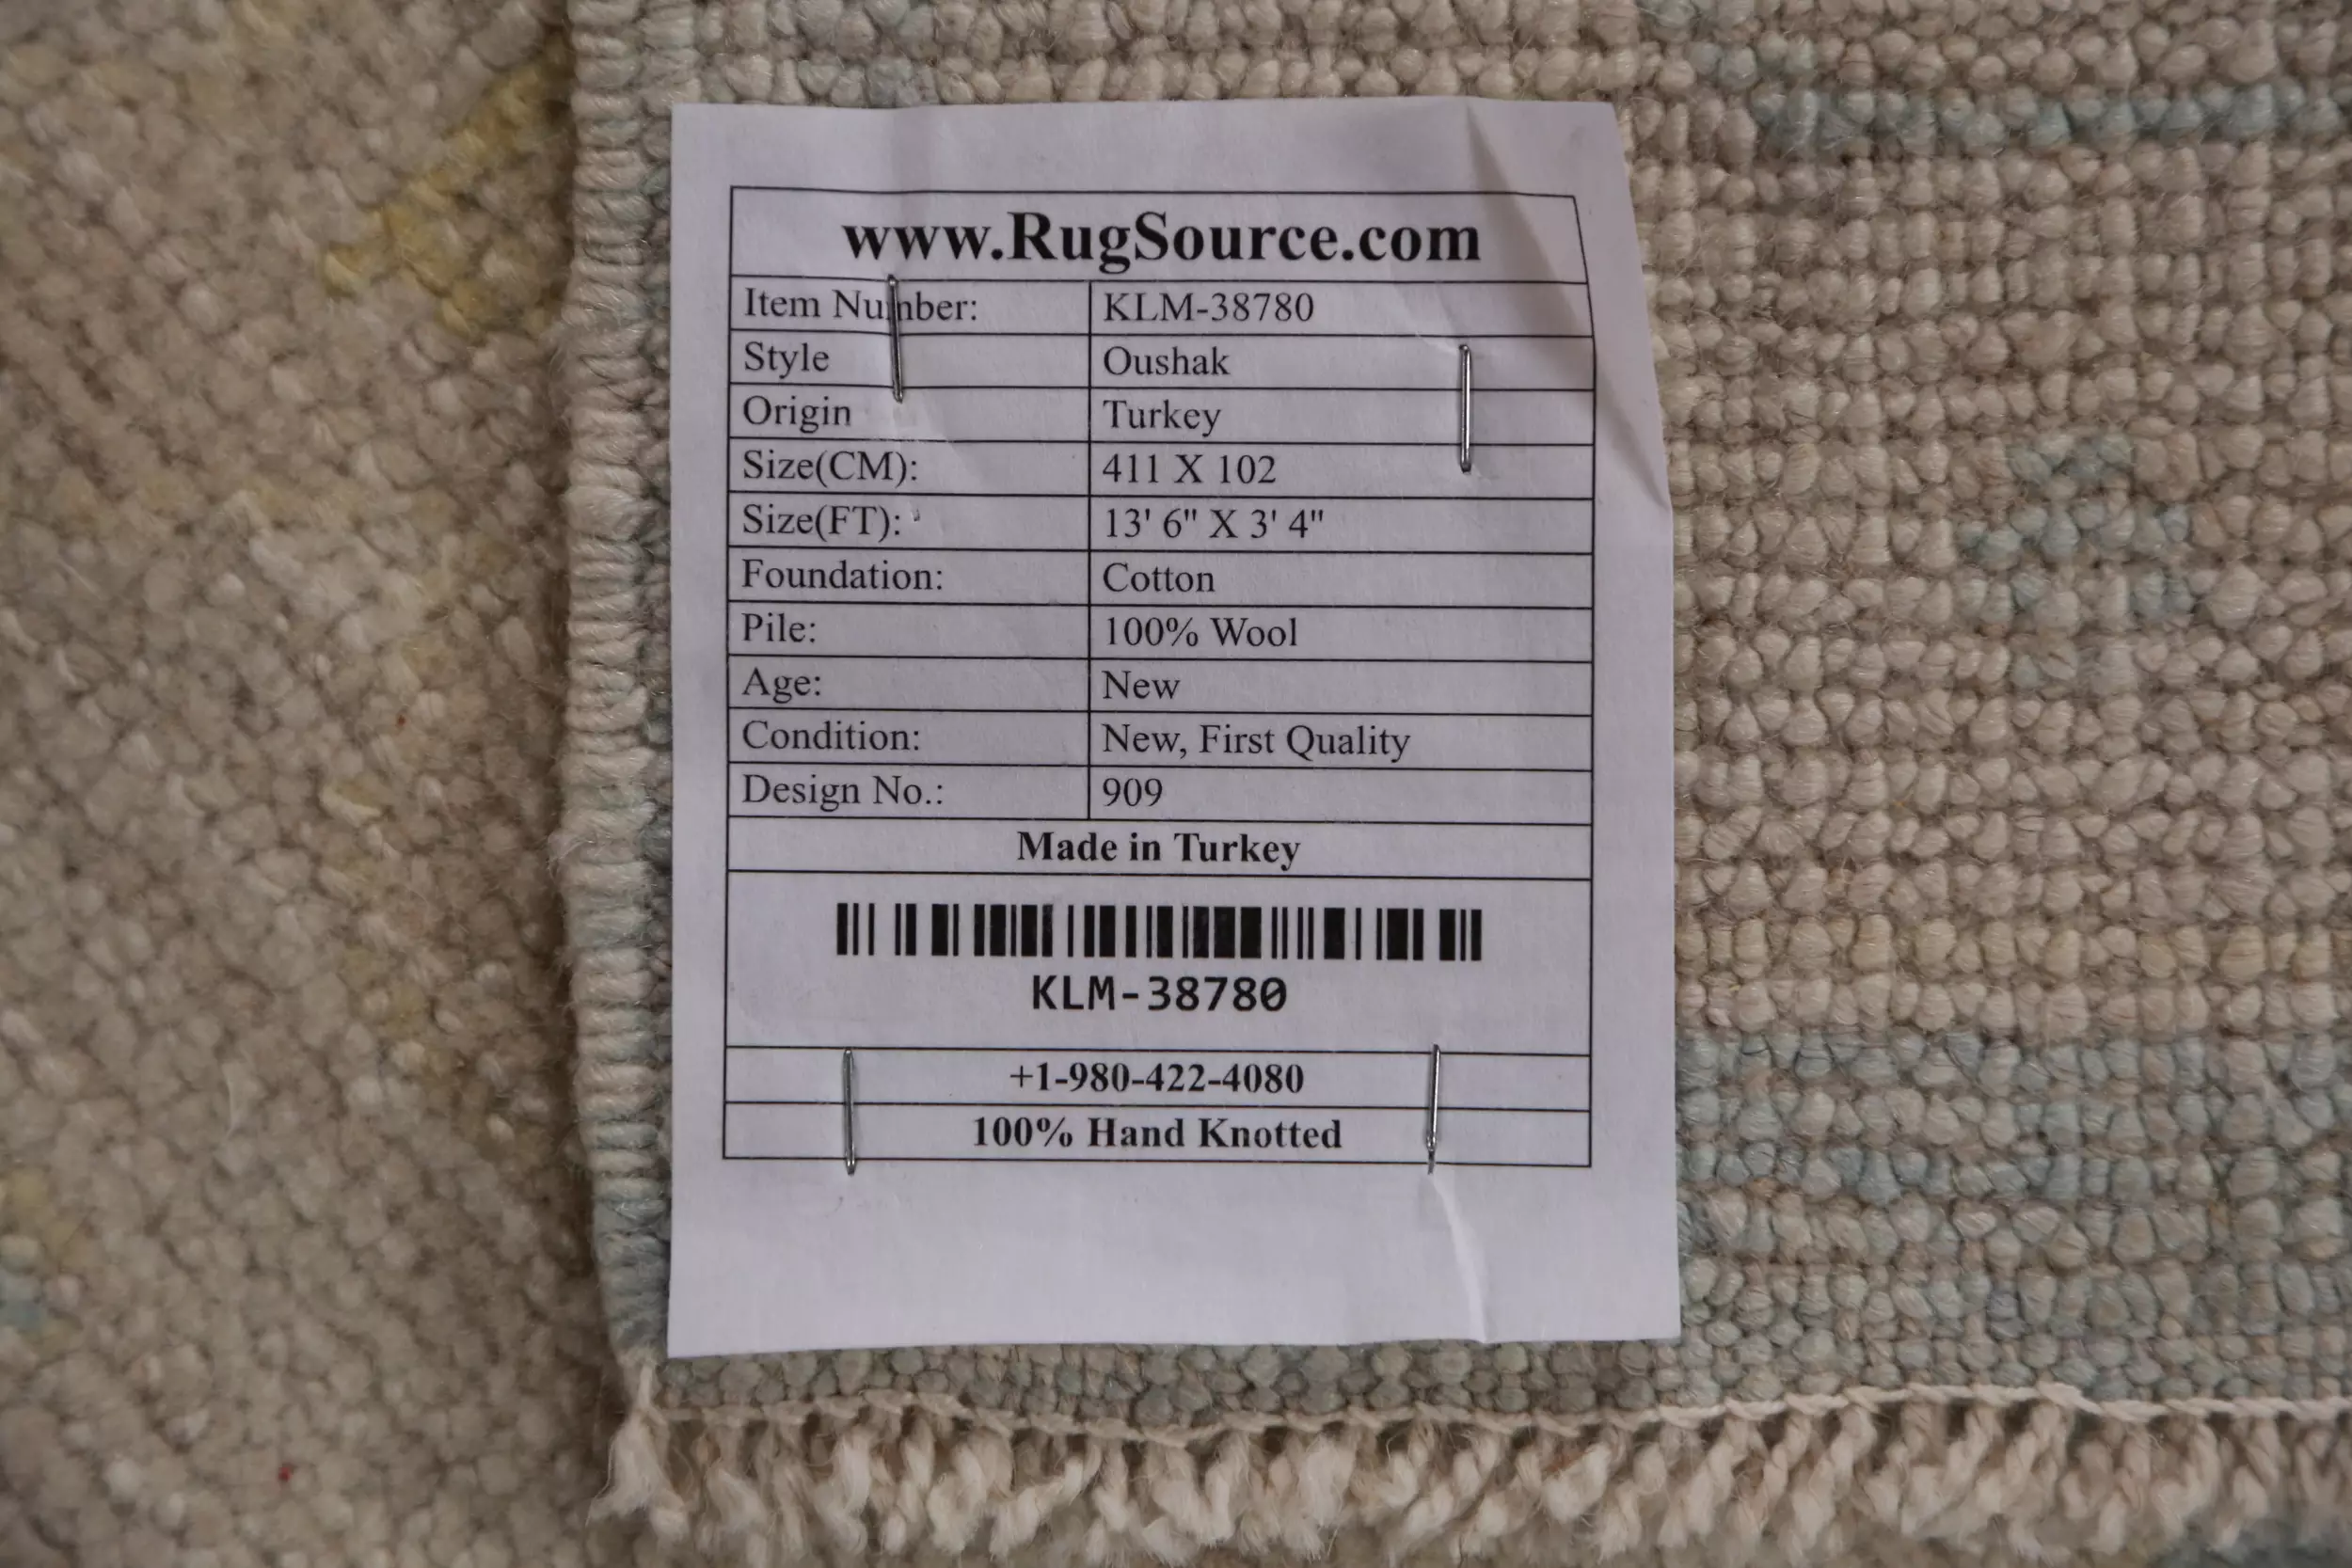 www.RugSource.com
Item Number: KLM-38780
Style Oushak
Origin Turkey
Size(CM): 411 X 102
Size(FT): 13' 6" X 3' 4"
Foundation: Cotton
Pile: 100% Wool
Age: New
Condition: New, First Quality
Design No.: 909
Made in Turkey
KLM-38780
+1-980-422-4080
100% Hand Knotted